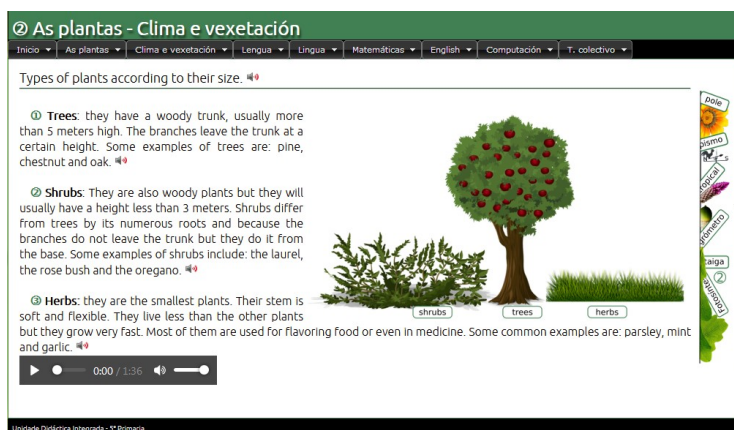 ② As plantas - Clima e vexetación
Inicio As plantas Clima e vexetación Lengua Lingua Matemáticas English Computación T. colectivo
Types of plants according to their size.
① Trees: they have a woody trunk, usually more
than 5 meters high. The branches leave the trunk at a
certain height. Some examples of trees are: pine,
chestnut and oak.
② Shrubs: They are also woody plants but they will
usually have a height less than 3 meters. Shrubs differ
from trees by its numerous roots and because the
branches do not leave the trunk but they do it from
the base. Some examples of shrubs include: the laurel,
the rose bush and the oregano.
③ Herbs: they are the smallest plants. Their stem is
soft and flexible. They live less than the other plants
but they grow very fast. Most of them are used for flavoring food or even in medicine. Some common examples are: parsley, mint
and garlic.
shrubs trees herbs
0:00 / 1:36
pole
ropical
grómetro
taiga
②
Fotosínte
Unidade Didáctica Integrada - 5º Primaria